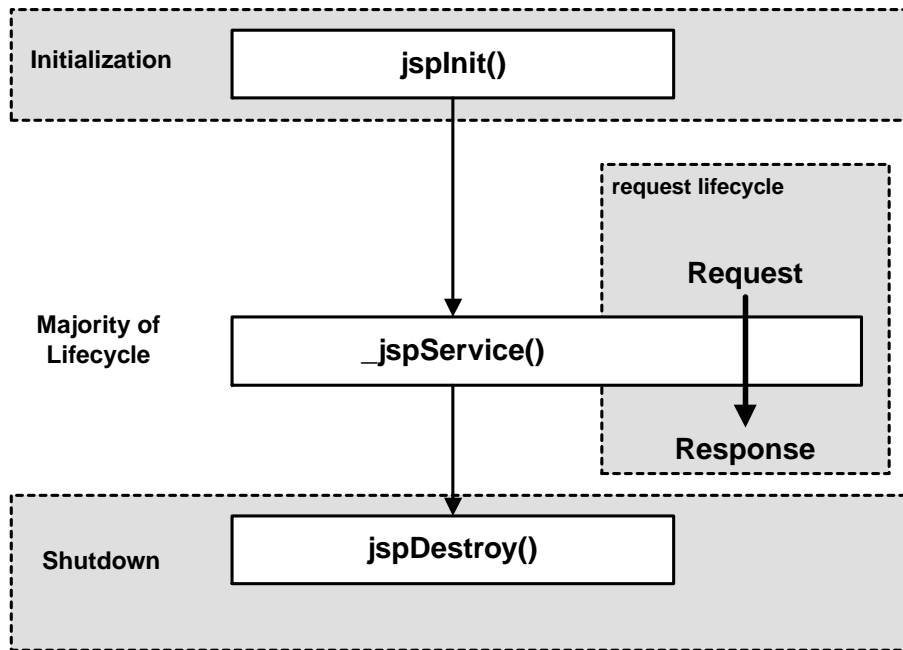 Initialization
jspInit()
request lifecycle
Request
Majority of
Lifecycle
_jspService()
Response
Shutdown
jspDestroy()